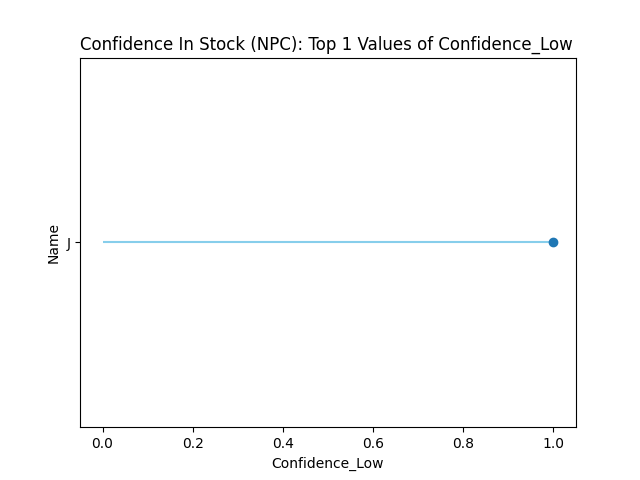 Confidence In Stock (NPC): Top 1 Values of Confidence_Low
Name
J
0.0 0.2 0.4 0.6 0.8 1.0
Confidence_Low